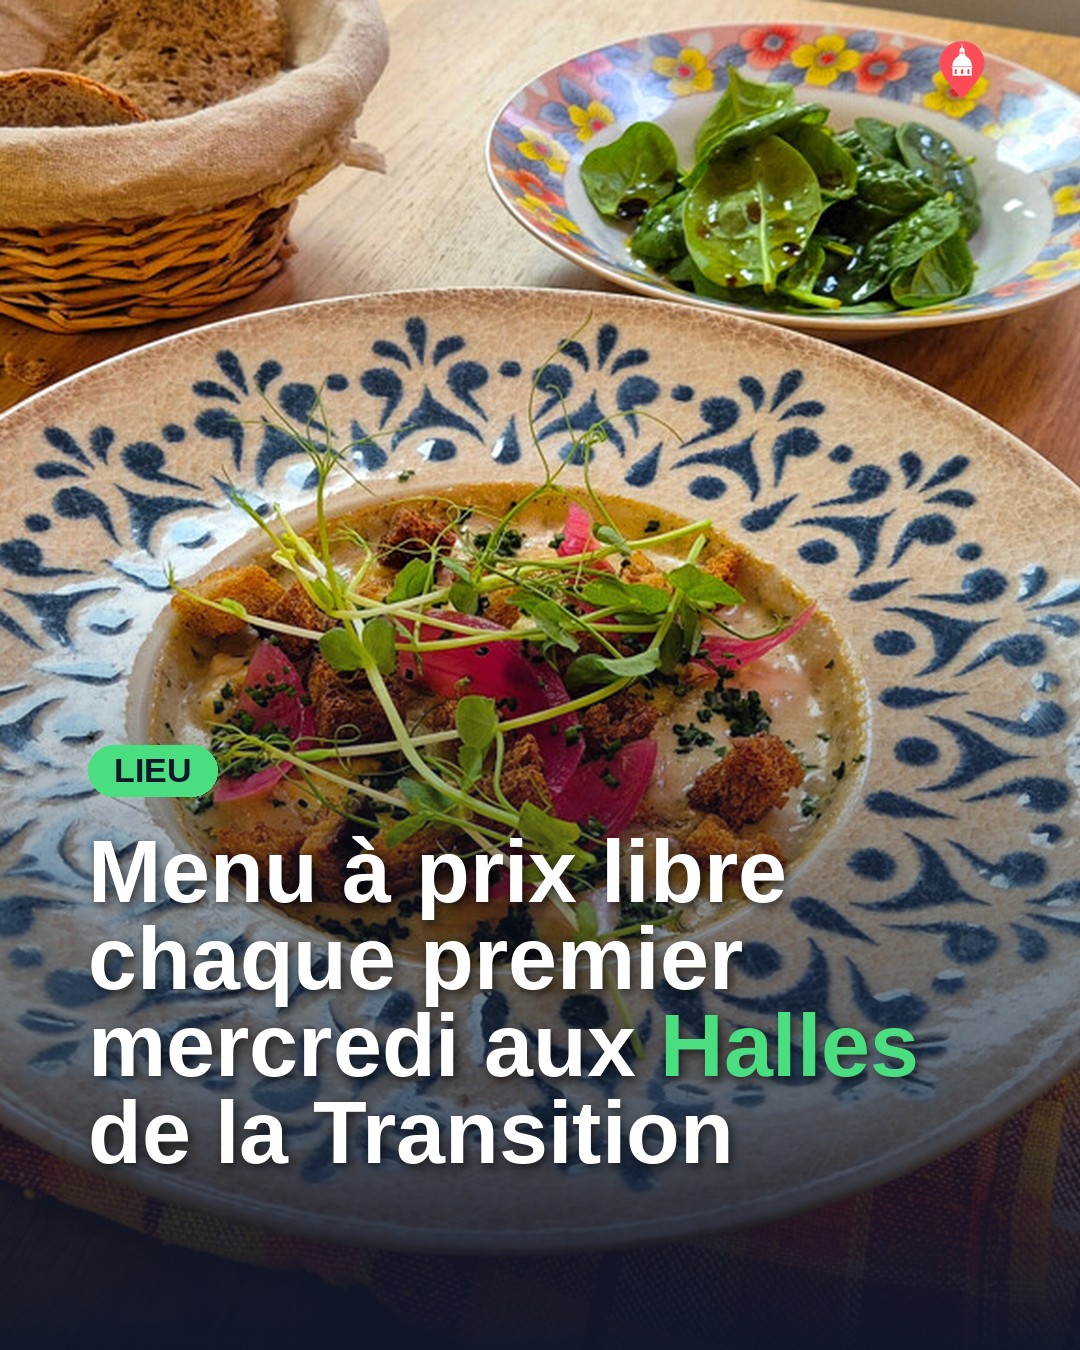 LIEU
Menu à prix libre
chaque premier
mercredi aux Halles
de la Transition